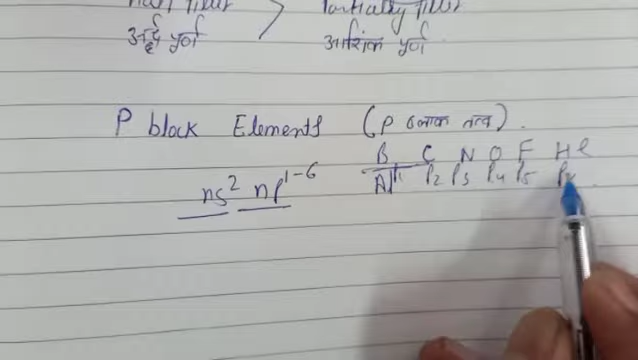 Half filled > Partially filled
अर्द्ध पूर्ण आंशिक पूर्ण
P block Elements (P ब्लाक तत्व).
B C N O F He
Al P1 P2 P3 P4 P5 P6
ns2 np1-6